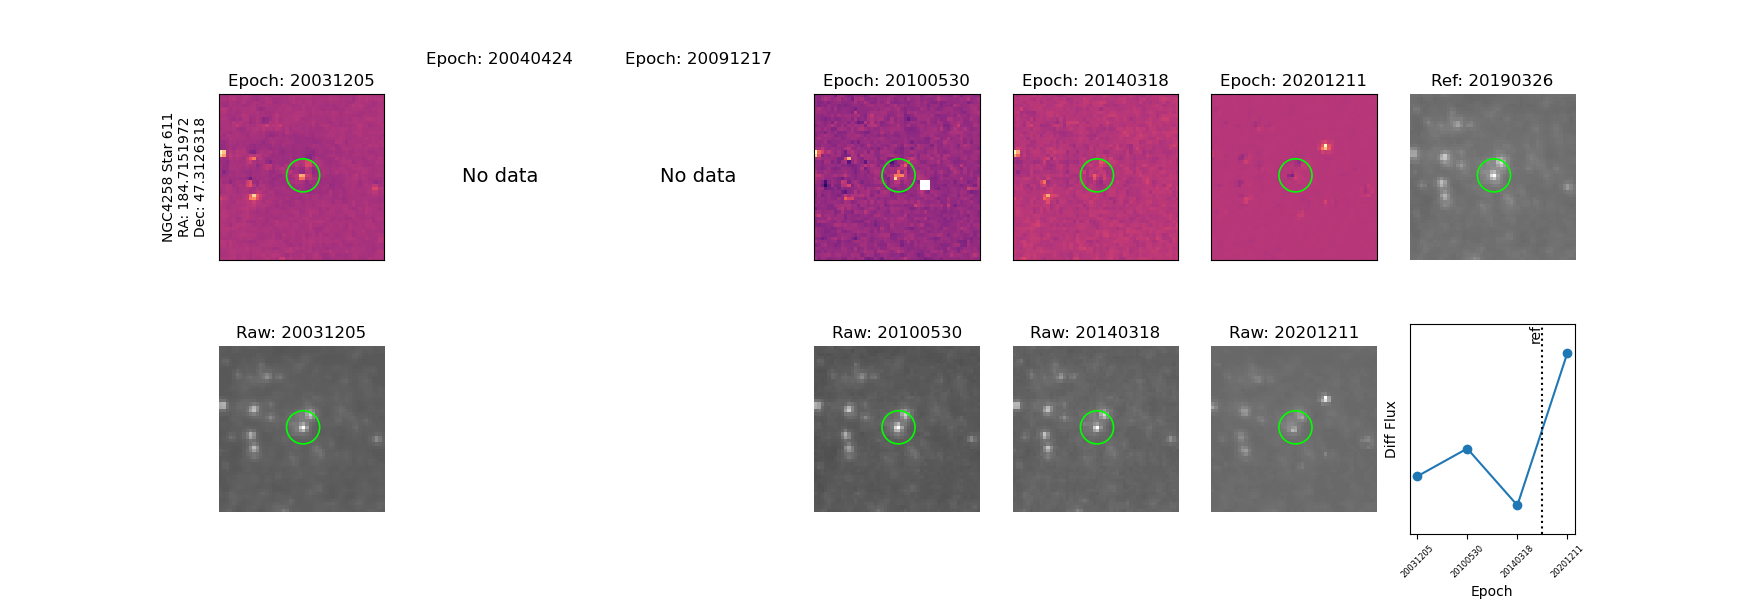 Epoch: 20040424
Epoch: 20091217
Epoch: 20031205
Epoch: 20100530
Epoch: 20140318
Epoch: 20201211
Ref: 20190326
NGC4258 Star 611
RA: 184.7151972
Dec: 47.3126318
No data
No data
Raw: 20031205
Raw: 20100530
Raw: 20140318
Raw: 20201211
ref
Diff Flux
20031205
20100530
20140318
20201211
Epoch